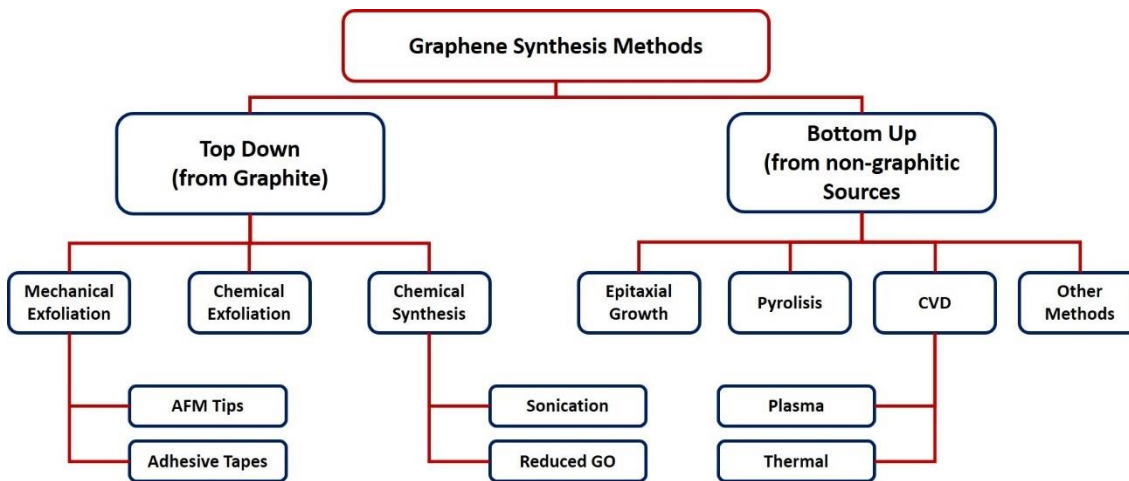 Graphene Synthesis Methods
Top Down
(from Graphite)
Bottom Up
(from non-graphitic
Sources
Mechanical
Exfoliation
Chemical
Exfoliation
Chemical
Synthesis
Epitaxial
Growth
Pyrolisis
CVD
Other
Methods
AFM Tips
Adhesive Tapes
Sonication
Reduced GO
Plasma
Thermal